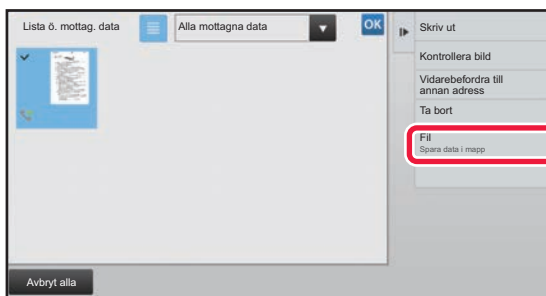 Lista ö. mottag. data
Alla mottagna data
OK
Skriv ut
Kontrollera bild
Vidarebefordra till
annan adress
Ta bort
Fil
Spara data i mapp
Avbryt alla